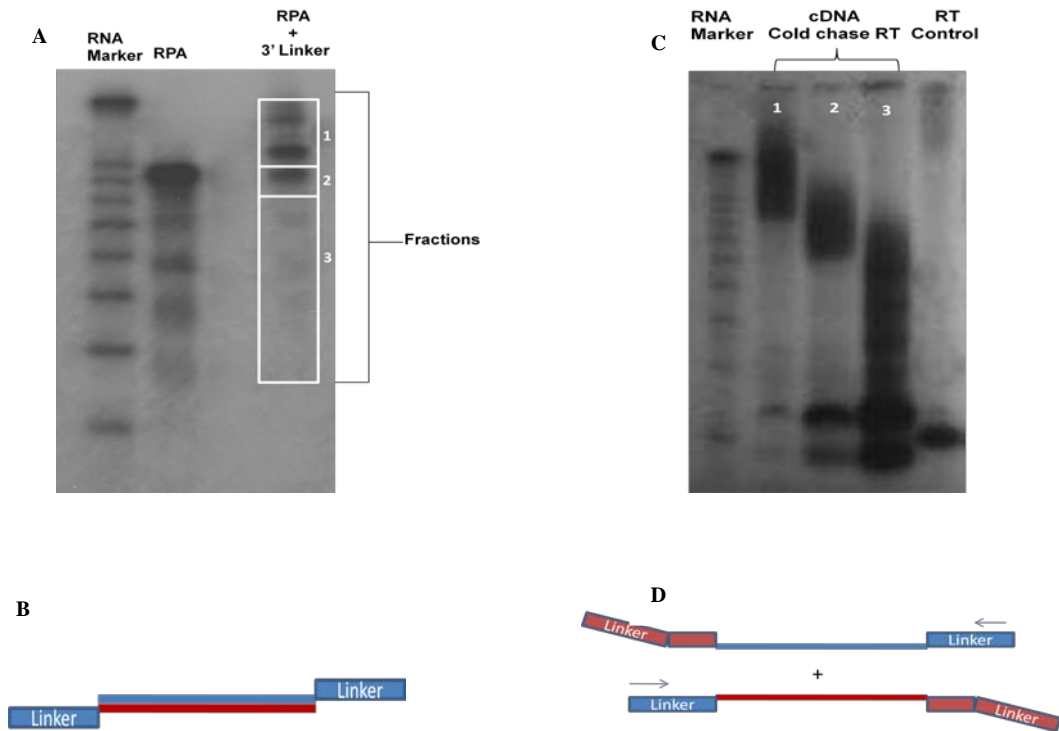 A
RNA
Marker
RPA
RPA
+
3' Linker
1
2
3
Fractions
B
Linker
Linker
C
RNA
Marker
cDNA
Cold chase RT
RT
Control
1
2
3
D
Linker
Linker
+
Linker
Linker